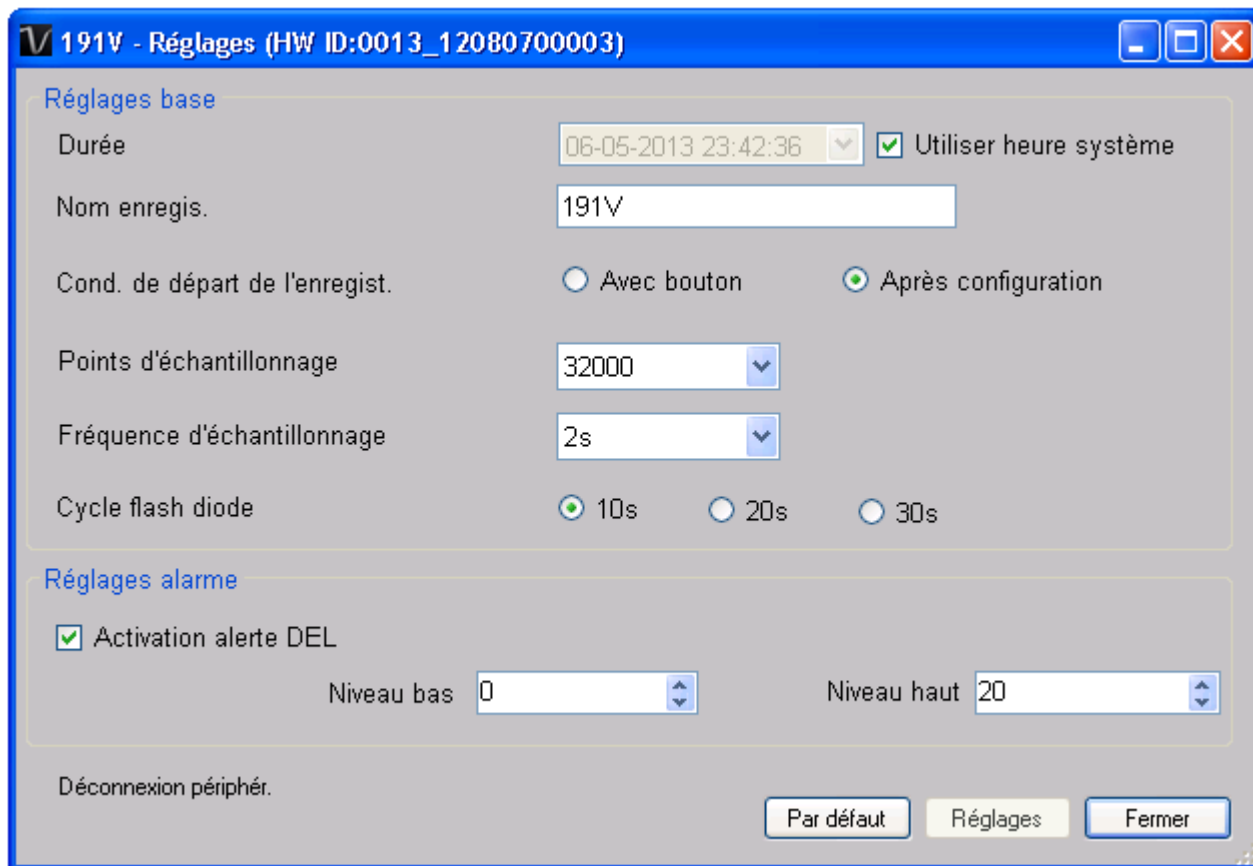 191V - Réglages (HW ID:0013_12080700003)
Réglages base
Durée 06-05-2013 23:42:36 Utiliser heure système
Nom enregis. 191V
Cond. de départ de l'enregist. Avec bouton Après configuration
Points d'échantillonnage 32000
Fréquence d'échantillonnage 2s
Cycle flash diode 10s 20s 30s
Réglages alarme
Activation alerte DEL
Niveau bas 0 Niveau haut 20
Déconnexion périphér.
Par défaut Réglages Fermer